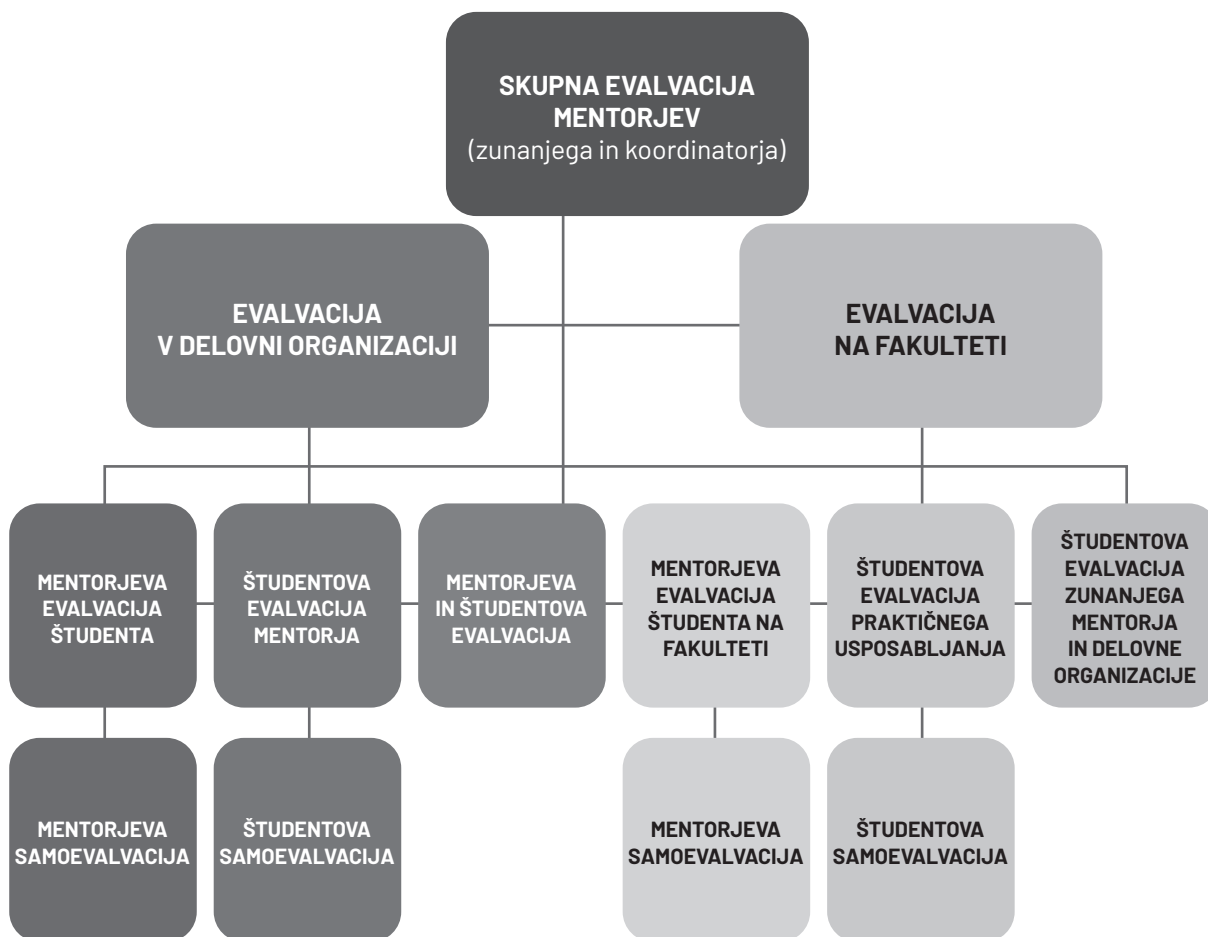 SKUPNA EVALVACIJA
MENTORJEV
(zunanjega in koordinatorja)
EVALVACIJA
V DELOVNI ORGANIZACIJI
EVALVACIJA
NA FAKULTETI
MENTORJEVA
EVALVACIJA
ŠTUDENTA
ŠTUDENTOVA
EVALVACIJA
MENTORJA
MENTORJEVA
IN ŠTUDENTOVA
EVALVACIJA
MENTORJEVA
EVALVACIJA
ŠTUDENTA NA
FAKULTETI
ŠTUDENTOVA
EVALVACIJA
PRAKTIČNEGA
USPOSABLJANJA
ŠTUDENTOVA
EVALVACIJA
ZUNANJEGA
MENTORJA
IN DELOVNE
ORGANIZACIJE
MENTORJEVA
SAMOEVALVACIJA
ŠTUDENTOVA
SAMOEVALVACIJA
MENTORJEVA
SAMOEVALVACIJA
ŠTUDENTOVA
SAMOEVALVACIJA